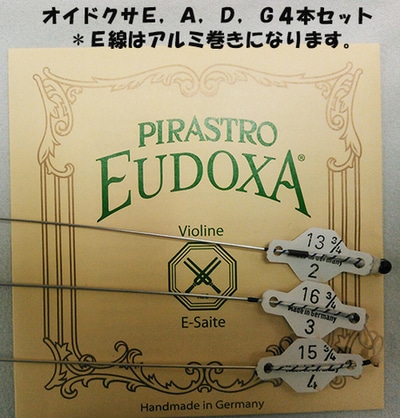 オイドクサE, A, D, G4本セット
*E線はアルミ巻きになります。
PIRASTRO
EUDOXA®
Violine
13 3/4
Germany
2
16 3/4
Made in Germany
3
E-Saite
15 3/4
4
Handmade in Germany